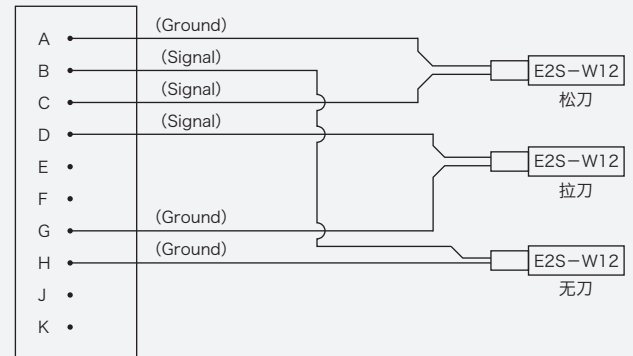 A (Ground)
B (Signal)
C (Signal)
D (Signal)
E
F
G (Ground)
H (Ground)
J
K
E2S-W12
松刀
E2S-W12
拉刀
E2S-W12
无刀